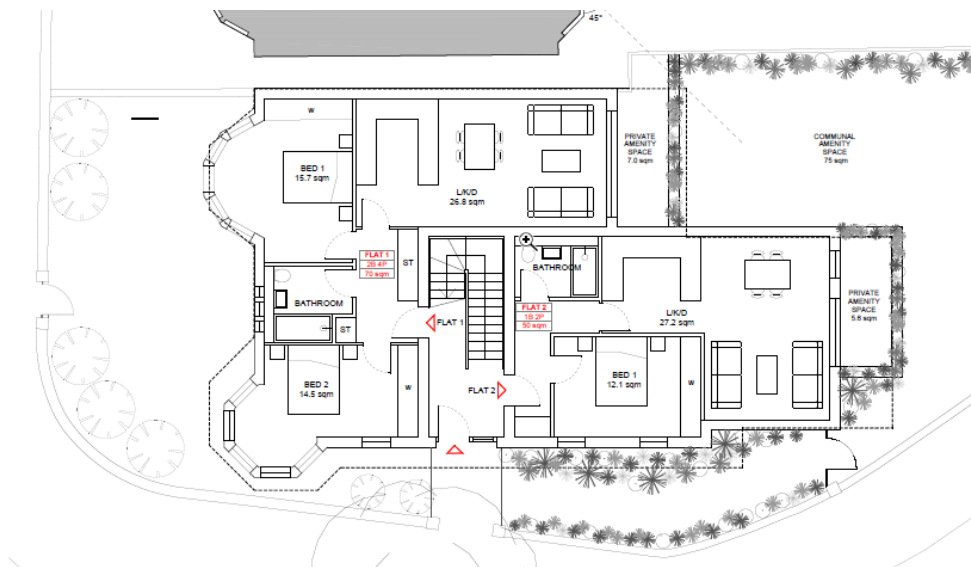 45°
W
BED 1
15.7 sqm
L/K/D
26.8 sqm
PRIVATE
AMENITY
SPACE
7.0 sqm
COMMUNAL
AMENITY
SPACE
75 sqm
FLAT 1
2B 4P
70 sqm
ST
BATHROOM
BATHROOM
ST
FLAT 1
FLAT 2
1B 2P
50 sqm
L/K/D
27.2 sqm
PRIVATE
AMENITY
SPACE
5.6 sqm
BED 2
14.5 sqm
W
FLAT 2
BED 1
12.1 sqm
W